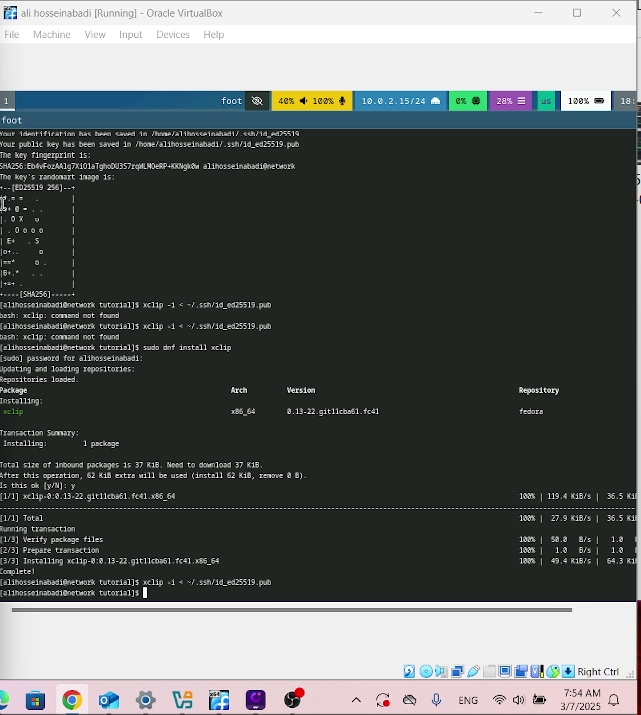 ali hosseinabadi [Running] - Oracle VirtualBox
File Machine View Input Devices Help
1 foot 40% 100% 10.0.2.15/24 0% 28% us 100% 18:
foot
Your identification has been saved in /home/alihosseinabadi/.ssh/id_ed25519
Your public key has been saved in /home/alihosseinabadi/.ssh/id_ed25519.pub
The key fingerprint is:
alihosseinabadi@network
The key's randomart image is:
+--[ED25519 256]--+
+----[SHA256]-----+
[alihosseinabadi@network tutorial]$ xclip -i < ~/.ssh/id_ed25519.pub
bash: xclip: command not found
[alihosseinabadi@network tutorial]$ xclip -i < ~/.ssh/id_ed25519.pub
bash: xclip: command not found
[alihosseinabadi@network tutorial]$ sudo dnf install xclip
[sudo] password for alihosseinabadi:
Updating and loading repositories:
Repositories loaded.
Package Arch Version Repository
Installing:
xclip x86_64 0.13-22.git11cba61.fc41 fedora
Transaction Summary:
Installing: 1 package
Total size of inbound packages is 37 KiB. Need to download 37 KiB.
After this operation, 62 KiB extra will be used (install 62 KiB, remove 0 B).
Is this ok [y/N]: y
[1/1] xclip-0:0.13-22.git11cba61.fc41.x86_64 100% | 119.4 KiB/s | 36.5 Ki
[1/1] Total 100% | 27.9 KiB/s | 36.5 Ki
Running transaction
[1/3] Verify package files 100% | 50.0 B/s | 1.0
[2/3] Prepare transaction 100% | 1.0 B/s | 1.0
[3/3] Installing xclip-0:0.13-22.git11cba61.fc41.x86_64 100% | 49.4 KiB/s | 64.3 Ki
Complete!
[alihosseinabadi@network tutorial]$ xclip -i < ~/.ssh/id_ed25519.pub
[alihosseinabadi@network tutorial]$
Right Ctrl
ENG 7:54 AM
3/7/2025